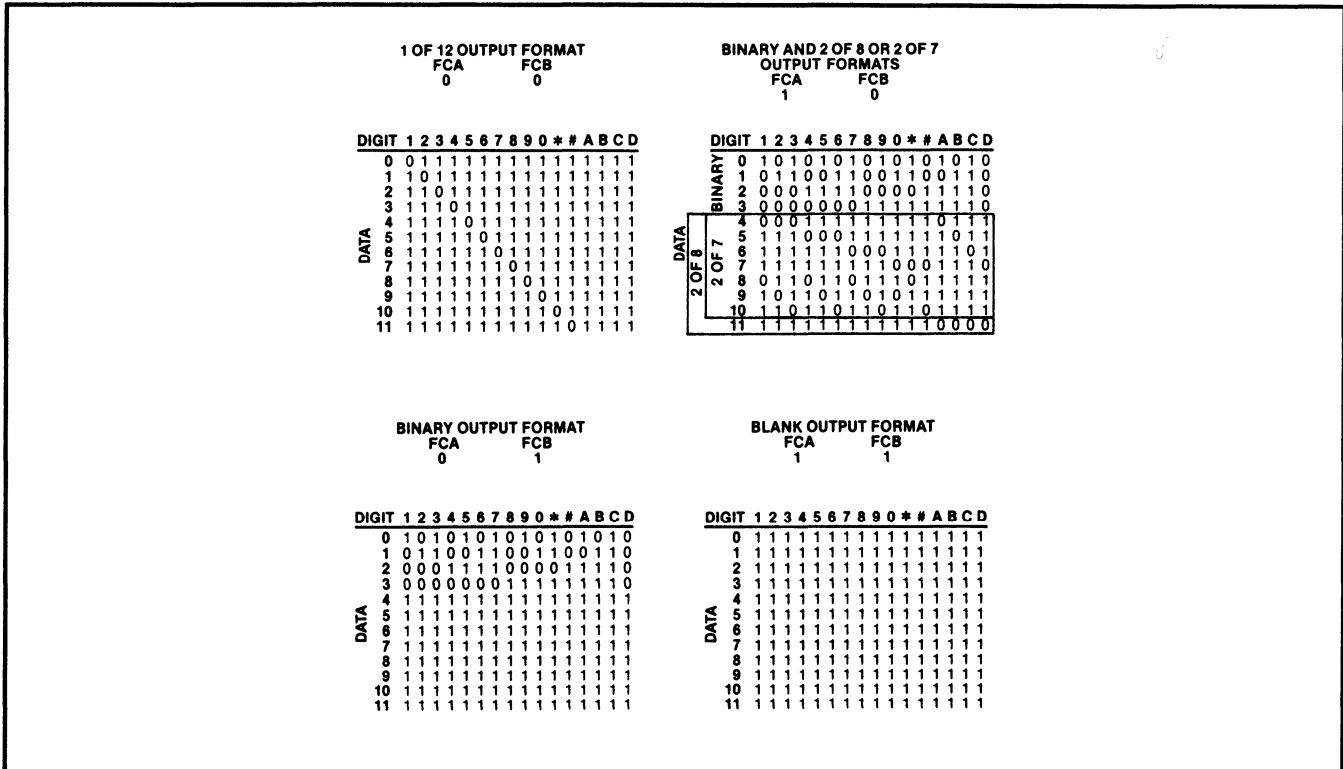 1 OF 12 OUTPUT FORMAT
FCA FCB
0 0
DIGIT 1 2 3 4 5 6 7 8 9 0 * # A B C D
DATA
0 0 1 1 1 1 1 1 1 1 1 1 1 1 1 1 1
1 1 0 1 1 1 1 1 1 1 1 1 1 1 1 1 1
2 1 1 0 1 1 1 1 1 1 1 1 1 1 1 1 1
3 1 1 1 0 1 1 1 1 1 1 1 1 1 1 1 1
4 1 1 1 1 0 1 1 1 1 1 1 1 1 1 1 1
5 1 1 1 1 1 0 1 1 1 1 1 1 1 1 1 1
6 1 1 1 1 1 1 0 1 1 1 1 1 1 1 1 1
7 1 1 1 1 1 1 1 0 1 1 1 1 1 1 1 1
8 1 1 1 1 1 1 1 1 0 1 1 1 1 1 1 1
9 1 1 1 1 1 1 1 1 1 0 1 1 1 1 1 1
10 1 1 1 1 1 1 1 1 1 1 0 1 1 1 1 1
11 1 1 1 1 1 1 1 1 1 1 1 0 1 1 1 1
BINARY AND 2 OF 8 OR 2 OF 7
OUTPUT FORMATS
FCA FCB
1 0
DIGIT 1 2 3 4 5 6 7 8 9 0 * # A B C D
DATA
BINARY
2 OF 8
2 OF 7
0 1 0 1 0 1 0 1 0 1 0 1 0 1 0 1 0
1 0 1 1 0 0 1 1 0 0 1 1 0 0 1 1 0
2 0 0 0 1 1 1 1 0 0 0 0 1 1 1 1 0
3 0 0 0 0 0 0 0 1 1 1 1 1 1 1 1 0
4 0 0 0 1 1 1 1 1 1 1 1 1 0 1 1 1
5 1 1 1 0 0 0 1 1 1 1 1 1 1 0 1 1
6 1 1 1 1 1 1 0 0 0 1 1 1 1 1 0 1
7 1 1 1 1 1 1 1 1 1 0 0 0 1 1 1 0
8 0 1 1 0 1 1 0 1 1 1 0 1 1 1 1 1
9 1 0 1 1 0 1 1 0 1 0 1 1 1 1 1 1
10 1 1 0 1 1 0 1 1 0 1 1 0 1 1 1 1
11 1 1 1 1 1 1 1 1 1 1 1 1 0 0 0 0
BINARY OUTPUT FORMAT
FCA FCB
0 1
DIGIT 1 2 3 4 5 6 7 8 9 0 * # A B C D
DATA
0 1 0 1 0 1 0 1 0 1 0 1 0 1 0 1 0
1 0 1 1 0 0 1 1 0 0 1 1 0 0 1 1 0
2 0 0 0 1 1 1 1 0 0 0 0 1 1 1 1 0
3 0 0 0 0 0 0 0 1 1 1 1 1 1 1 1 0
4 1 1 1 1 1 1 1 1 1 1 1 1 1 1 1 1
5 1 1 1 1 1 1 1 1 1 1 1 1 1 1 1 1
6 1 1 1 1 1 1 1 1 1 1 1 1 1 1 1 1
7 1 1 1 1 1 1 1 1 1 1 1 1 1 1 1 1
8 1 1 1 1 1 1 1 1 1 1 1 1 1 1 1 1
9 1 1 1 1 1 1 1 1 1 1 1 1 1 1 1 1
10 1 1 1 1 1 1 1 1 1 1 1 1 1 1 1 1
11 1 1 1 1 1 1 1 1 1 1 1 1 1 1 1 1
BLANK OUTPUT FORMAT
FCA FCB
1 1
DIGIT 1 2 3 4 5 6 7 8 9 0 * # A B C D
DATA
0 1 1 1 1 1 1 1 1 1 1 1 1 1 1 1 1
1 1 1 1 1 1 1 1 1 1 1 1 1 1 1 1 1
2 1 1 1 1 1 1 1 1 1 1 1 1 1 1 1 1
3 1 1 1 1 1 1 1 1 1 1 1 1 1 1 1 1
4 1 1 1 1 1 1 1 1 1 1 1 1 1 1 1 1
5 1 1 1 1 1 1 1 1 1 1 1 1 1 1 1 1
6 1 1 1 1 1 1 1 1 1 1 1 1 1 1 1 1
7 1 1 1 1 1 1 1 1 1 1 1 1 1 1 1 1
8 1 1 1 1 1 1 1 1 1 1 1 1 1 1 1 1
9 1 1 1 1 1 1 1 1 1 1 1 1 1 1 1 1
10 1 1 1 1 1 1 1 1 1 1 1 1 1 1 1 1
11 1 1 1 1 1 1 1 1 1 1 1 1 1 1 1 1